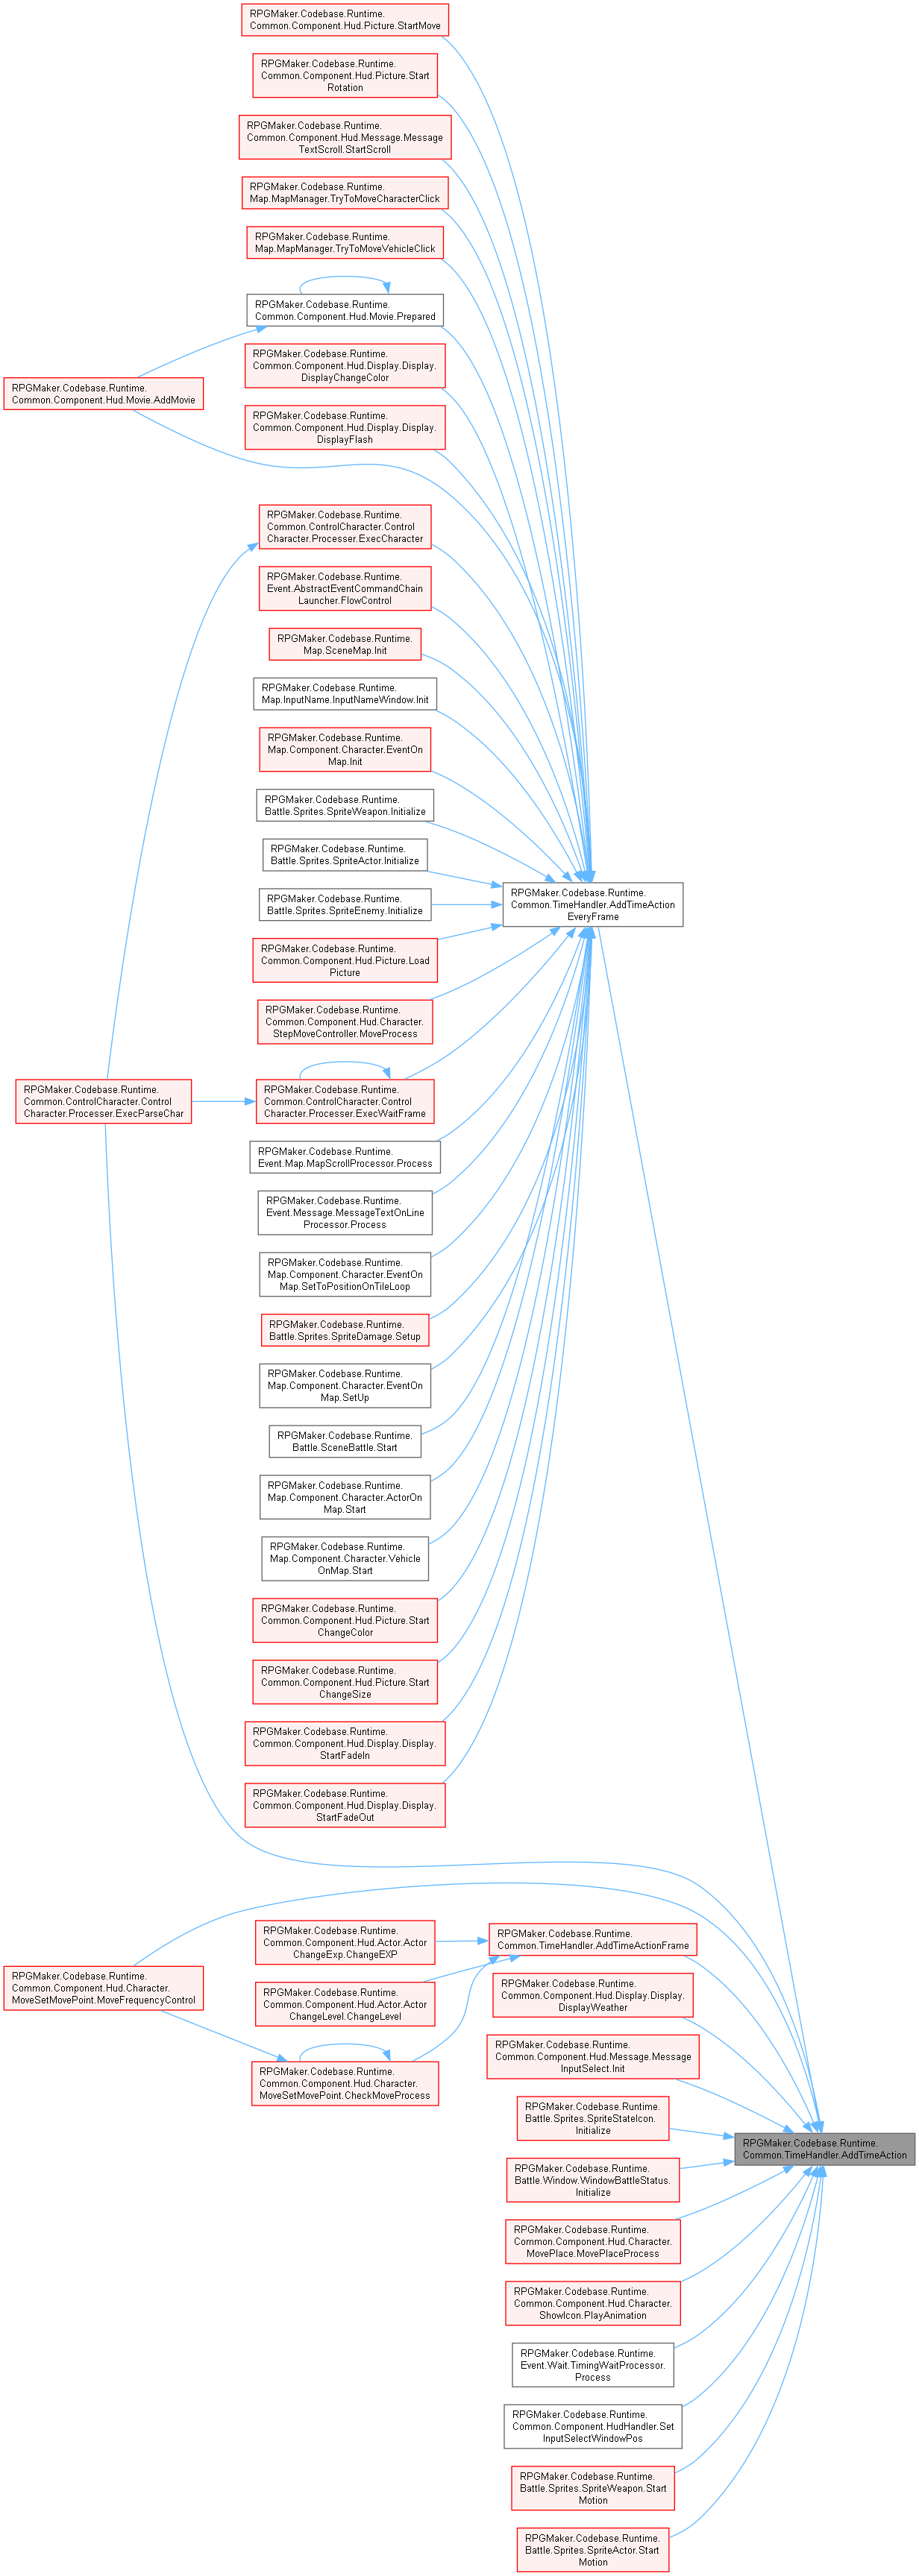 RPGMaker.Codebase.Runtime.
Common.Component.Hud.Picture.StartMove
RPGMaker.Codebase.Runtime.
Common.Component.Hud.Picture.Start
Rotation
RPGMaker.Codebase.Runtime.
Common.Component.Hud.Message.Message
TextScroll.StartScroll
RPGMaker.Codebase.Runtime.
Map.MapManager.TryToMoveCharacterClick
RPGMaker.Codebase.Runtime.
Map.MapManager.TryToMoveVehicleClick
RPGMaker.Codebase.Runtime.
Common.Component.Hud.Movie.Prepared
RPGMaker.Codebase.Runtime.
Common.Component.Hud.Display.Display.
DisplayChangeColor
RPGMaker.Codebase.Runtime.
Common.Component.Hud.Movie.AddMovie
RPGMaker.Codebase.Runtime.
Common.Component.Hud.Display.Display.
DisplayFlash
RPGMaker.Codebase.Runtime.
Common.ControlCharacter.Control
Character.Processer.ExecCharacter
RPGMaker.Codebase.Runtime.
Event.AbstractEventCommandChain
Launcher.FlowControl
RPGMaker.Codebase.Runtime.
Map.SceneMap.Init
RPGMaker.Codebase.Runtime.
Map.InputName.InputNameWindow.Init
RPGMaker.Codebase.Runtime.
Map.Component.Character.EventOn
Map.Init
RPGMaker.Codebase.Runtime.
Battle.Sprites.SpriteWeapon.Initialize
RPGMaker.Codebase.Runtime.
Battle.Sprites.SpriteActor.Initialize
RPGMaker.Codebase.Runtime.
Common.TimeHandler.AddTimeAction
EveryFrame
RPGMaker.Codebase.Runtime.
Battle.Sprites.SpriteEnemy.Initialize
RPGMaker.Codebase.Runtime.
Common.Component.Hud.Picture.Load
Picture
RPGMaker.Codebase.Runtime.
Common.Component.Hud.Character.
StepMoveController.MoveProcess
RPGMaker.Codebase.Runtime.
Common.ControlCharacter.Control
Character.Processer.ExecParseChar
RPGMaker.Codebase.Runtime.
Common.ControlCharacter.Control
Character.Processer.ExecWaitFrame
RPGMaker.Codebase.Runtime.
Event.Map.MapScrollProcessor.Process
RPGMaker.Codebase.Runtime.
Event.Message.MessageTextOnLine
Processor.Process
RPGMaker.Codebase.Runtime.
Map.Component.Character.EventOn
Map.SetToPositionOnTileLoop
RPGMaker.Codebase.Runtime.
Battle.Sprites.SpriteDamage.Setup
RPGMaker.Codebase.Runtime.
Map.Component.Character.EventOn
Map.SetUp
RPGMaker.Codebase.Runtime.
Battle.SceneBattle.Start
RPGMaker.Codebase.Runtime.
Map.Component.Character.ActorOn
Map.Start
RPGMaker.Codebase.Runtime.
Map.Component.Character.Vehicle
OnMap.Start
RPGMaker.Codebase.Runtime.
Common.Component.Hud.Picture.Start
ChangeColor
RPGMaker.Codebase.Runtime.
Common.Component.Hud.Picture.Start
ChangeSize
RPGMaker.Codebase.Runtime.
Common.Component.Hud.Display.Display.
StartFadeIn
RPGMaker.Codebase.Runtime.
Common.Component.Hud.Display.Display.
StartFadeOut
RPGMaker.Codebase.Runtime.
Common.Component.Hud.Actor.Actor
ChangeExp.ChangeEXP
RPGMaker.Codebase.Runtime.
Common.TimeHandler.AddTimeActionFrame
RPGMaker.Codebase.Runtime.
Common.Component.Hud.Character.
MoveSetMovePoint.MoveFrequencyControl
RPGMaker.Codebase.Runtime.
Common.Component.Hud.Actor.Actor
ChangeLevel.ChangeLevel
RPGMaker.Codebase.Runtime.
Common.Component.Hud.Display.Display.
DisplayWeather
RPGMaker.Codebase.Runtime.
Common.Component.Hud.Character.
MoveSetMovePoint.CheckMoveProcess
RPGMaker.Codebase.Runtime.
Common.Component.Hud.Message.Message
InputSelect.Init
RPGMaker.Codebase.Runtime.
Battle.Sprites.SpriteStateIcon.
Initialize
RPGMaker.Codebase.Runtime.
Common.TimeHandler.AddTimeAction
RPGMaker.Codebase.Runtime.
Battle.Window.WindowBattleStatus.
Initialize
RPGMaker.Codebase.Runtime.
Common.Component.Hud.Character.
MovePlace.MovePlaceProcess
RPGMaker.Codebase.Runtime.
Common.Component.Hud.Character.
ShowIcon.PlayAnimation
RPGMaker.Codebase.Runtime.
Event.Wait.TimingWaitProcessor.
Process
RPGMaker.Codebase.Runtime.
Common.Component.HudHandler.Set
InputSelectWindowPos
RPGMaker.Codebase.Runtime.
Battle.Sprites.SpriteWeapon.Start
Motion
RPGMaker.Codebase.Runtime.
Battle.Sprites.SpriteActor.Start
Motion